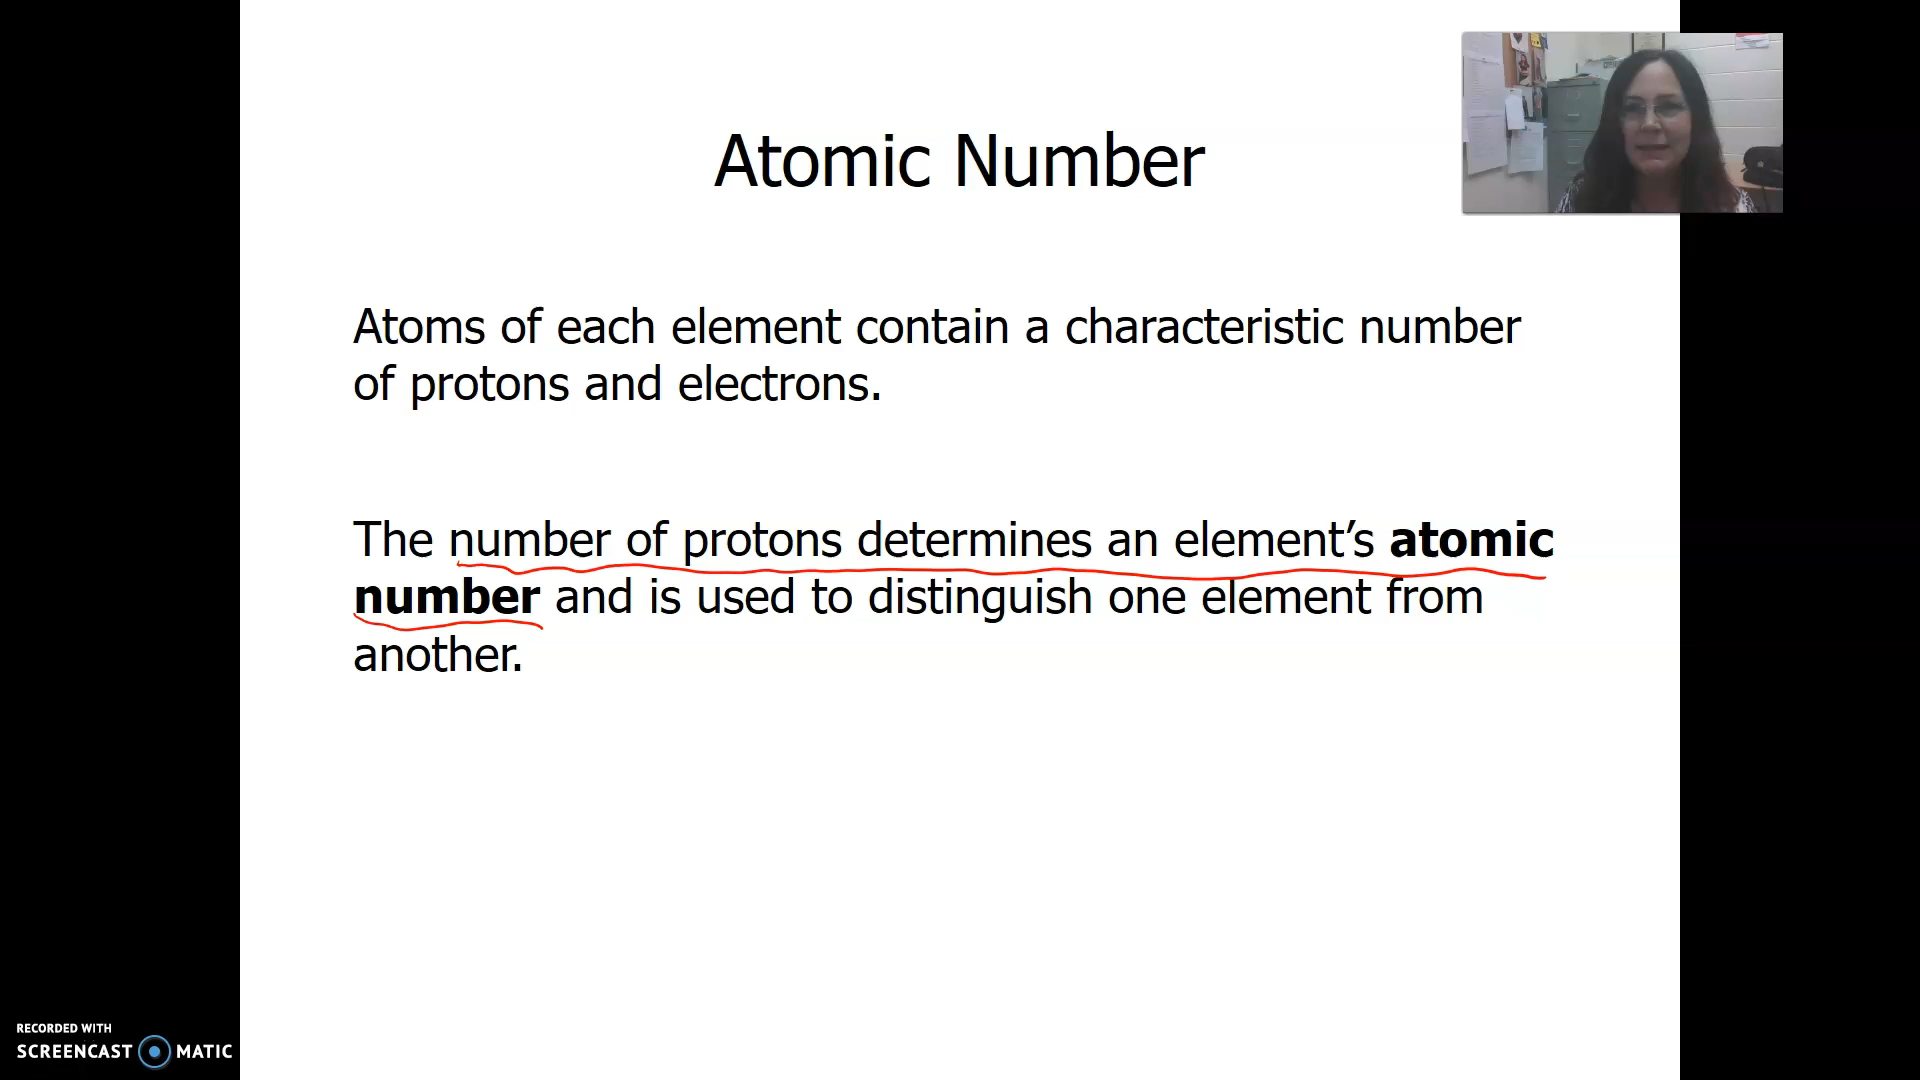 Atomic Number
Atoms of each element contain a characteristic number
of protons and electrons.
The number of protons determines an element’s atomic
number and is used to distinguish one element from
another.
RECORDED WITH
SCREENCAST MATIC